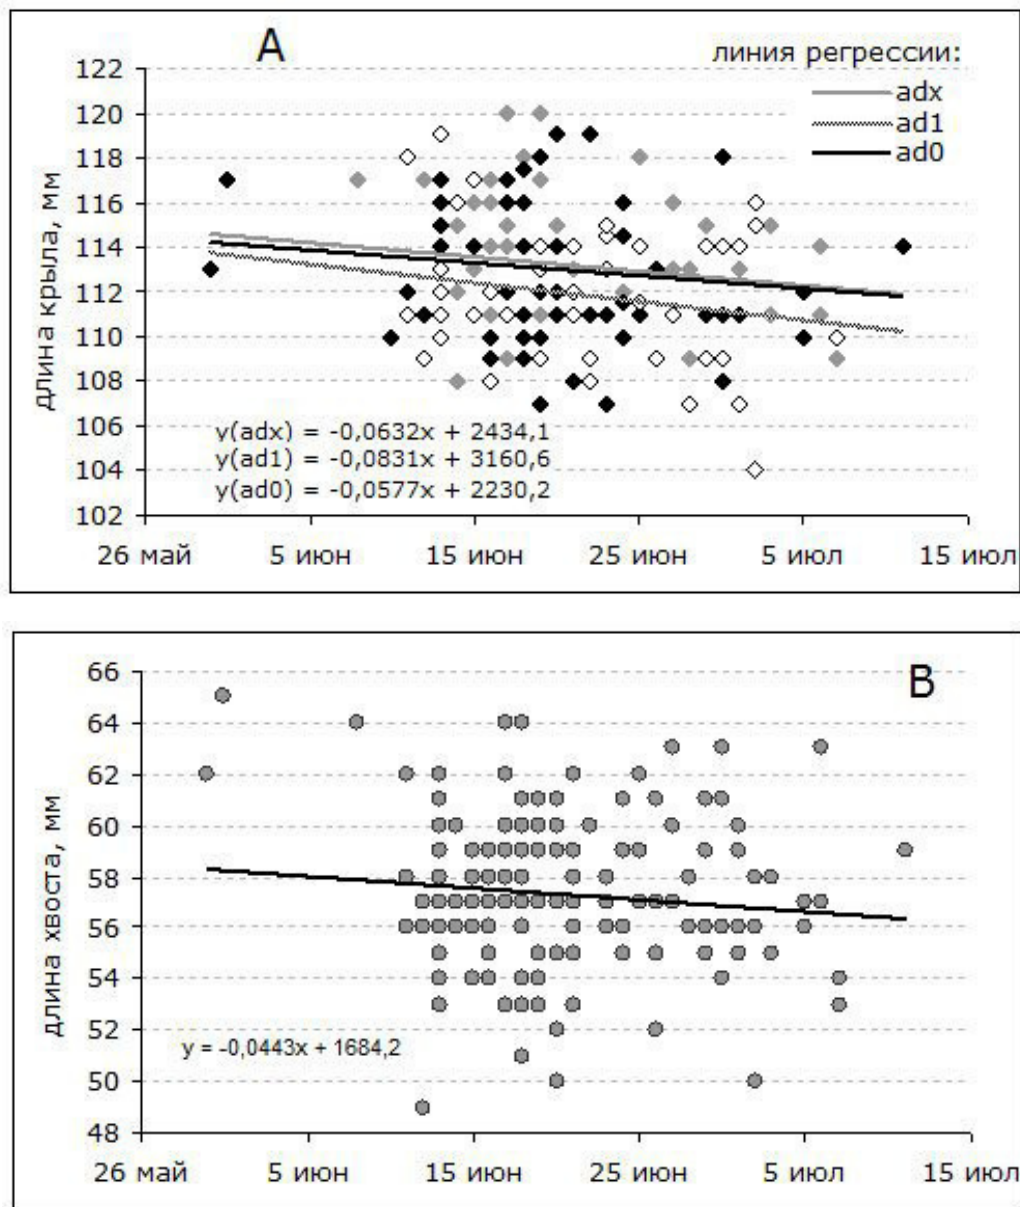 A
линия регрессии:
adx
ad1
ad0
длина крыла, мм
122
120
118
116
114
112
110
108
106
104
102
y(adx) = -0,0632x + 2434,1
y(ad1) = -0,0831x + 3160,6
y(ad0) = -0,0577x + 2230,2
26 май 5 июн 15 июн 25 июн 5 июл 15 июл
B
длина хвоста, мм
66
64
62
60
58
56
54
52
50
48
y = -0,0443x + 1684,2
26 май 5 июн 15 июн 25 июн 5 июл 15 июл